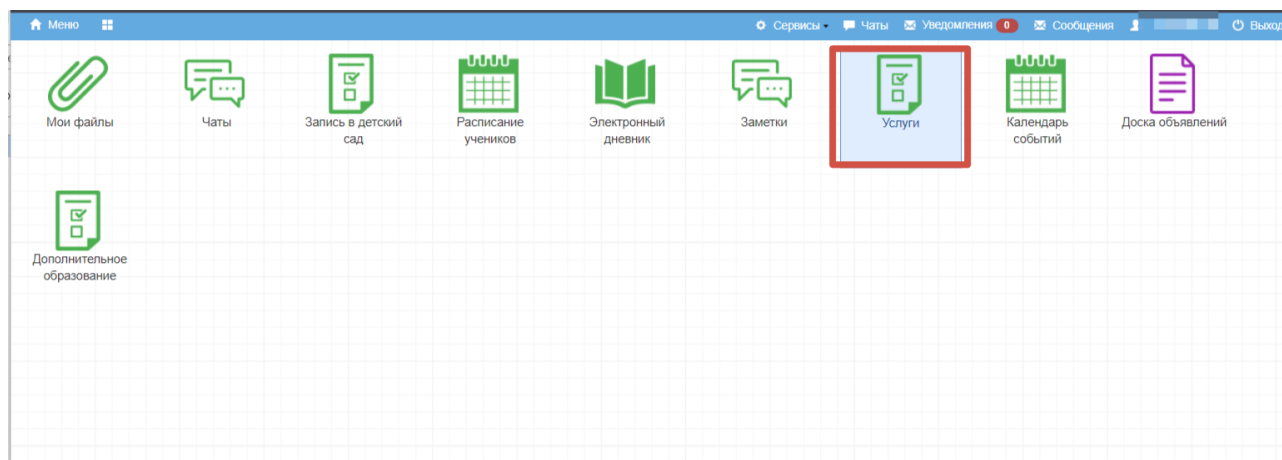 Меню
Сервисы
Чаты
Уведомления 0
Сообщения
Выход
Мои файлы
Чаты
Запись в детский
сад
Расписание
учеников
Электронный
дневник
Заметки
Услуги
Календарь
событий
Доска объявлений
Дополнительное
образование